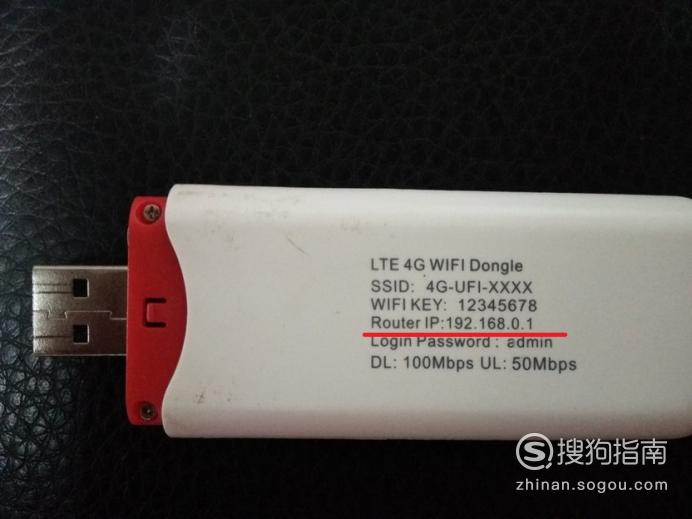 LTE 4G WIFI Dongle
SSID: 4G-UFI-XXXX
WIFI KEY: 12345678
Router IP:192.168.0.1
Login Password: admin
DL: 100Mbps UL: 50Mbps
S 搜狗指南
zhinan.sogou.com